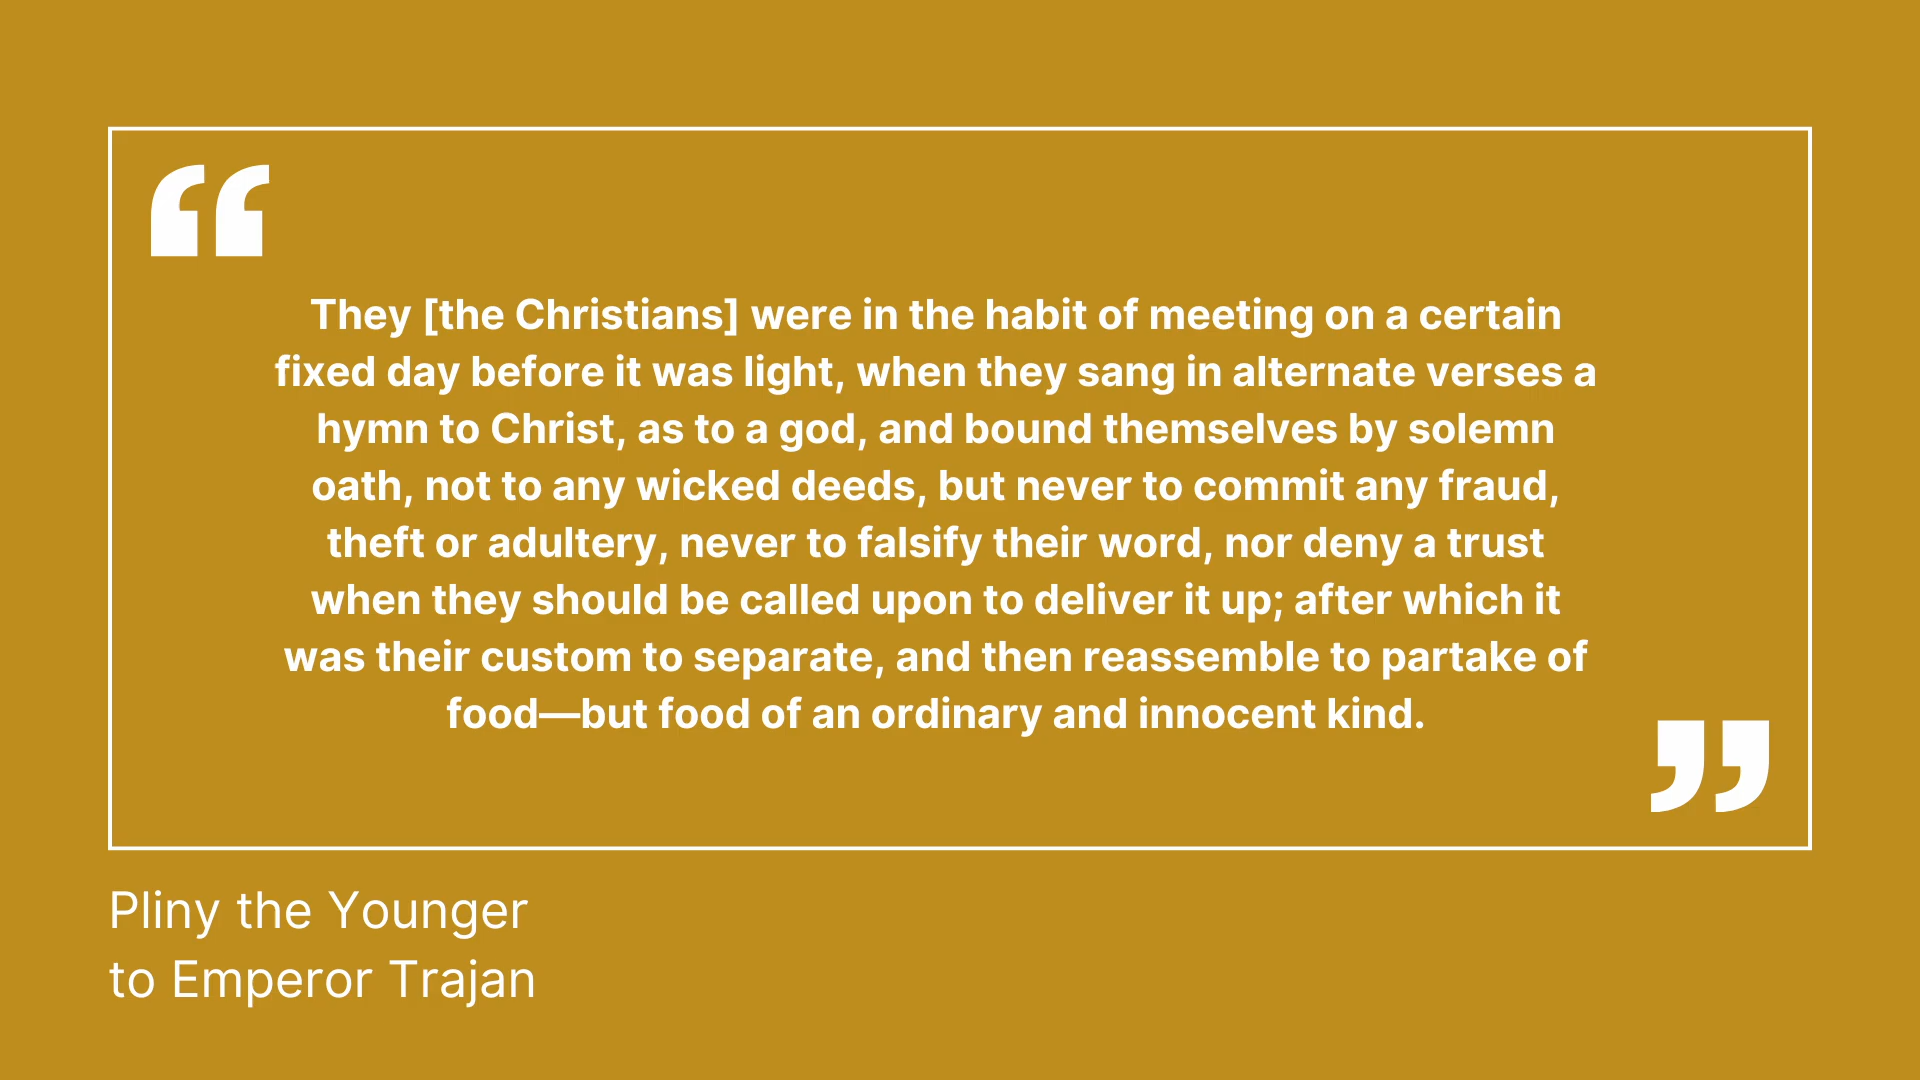 “
They [the Christians] were in the habit of meeting on a certain
fixed day before it was light, when they sang in alternate verses a
hymn to Christ, as to a god, and bound themselves by solemn
oath, not to any wicked deeds, but never to commit any fraud,
theft or adultery, never to falsify their word, nor deny a trust
when they should be called upon to deliver it up; after which it
was their custom to separate, and then reassemble to partake of
food—but food of an ordinary and innocent kind.
”
Pliny the Younger
to Emperor Trajan